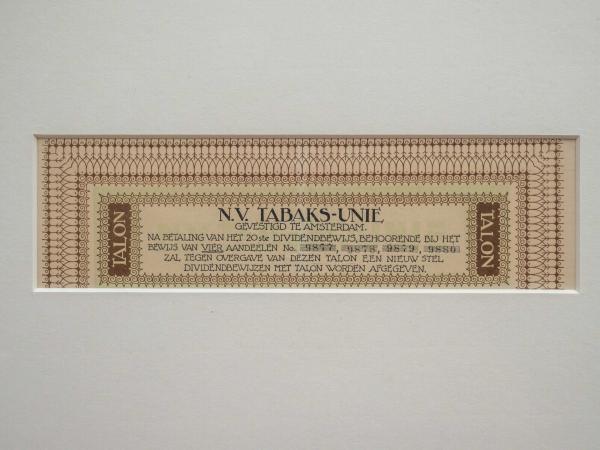 N.V. TABAKS-UNIE,
GEVESTIGD TE AMSTERDAM.
NA BETALING VAN HET 20ste DIVIDENDBEWIJS, BEHOORENDE BIJ HET
BEWIJS VAN VIER AANDEELEN No. 9877, 9878, 9879, 9880
ZAL TEGEN OVERGAVE VAN DEZEN TALON EEN NIEUW STEL
DIVIDENDBEWIJZEN MET TALON WORDEN AFGEGEVEN.
TALON
TALON